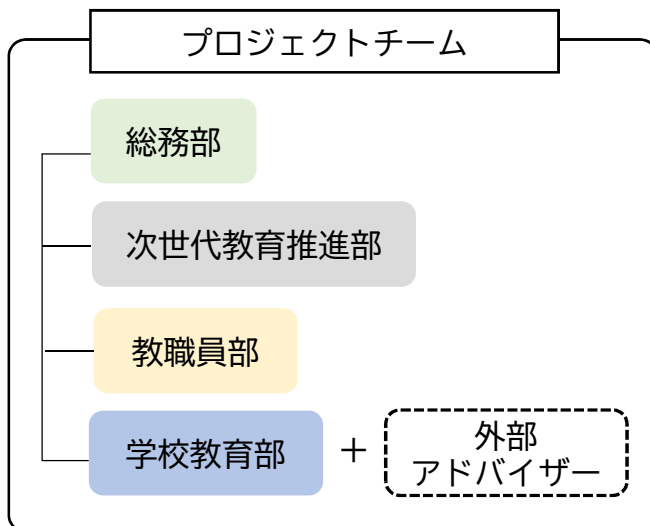 プロジェクトチーム
総務部
次世代教育推進部
教職員部
学校教育部
+
外部
アドバイザー